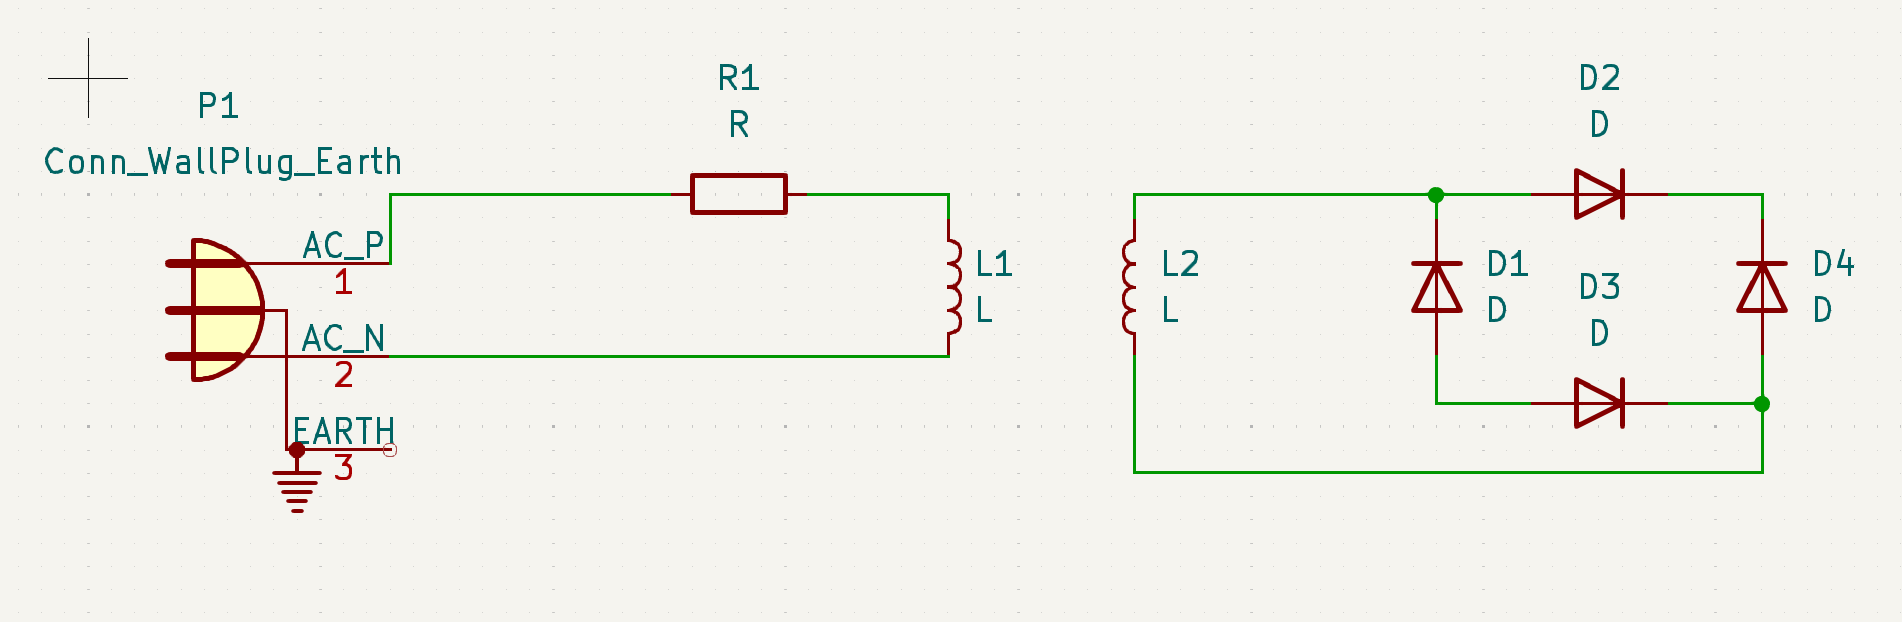 P1
Conn_WallPlug_Earth
AC_P
1
AC_N
2
EARTH
3
R1
R
L1
L
L2
L
D2
D
D1
D
D3
D
D4
D